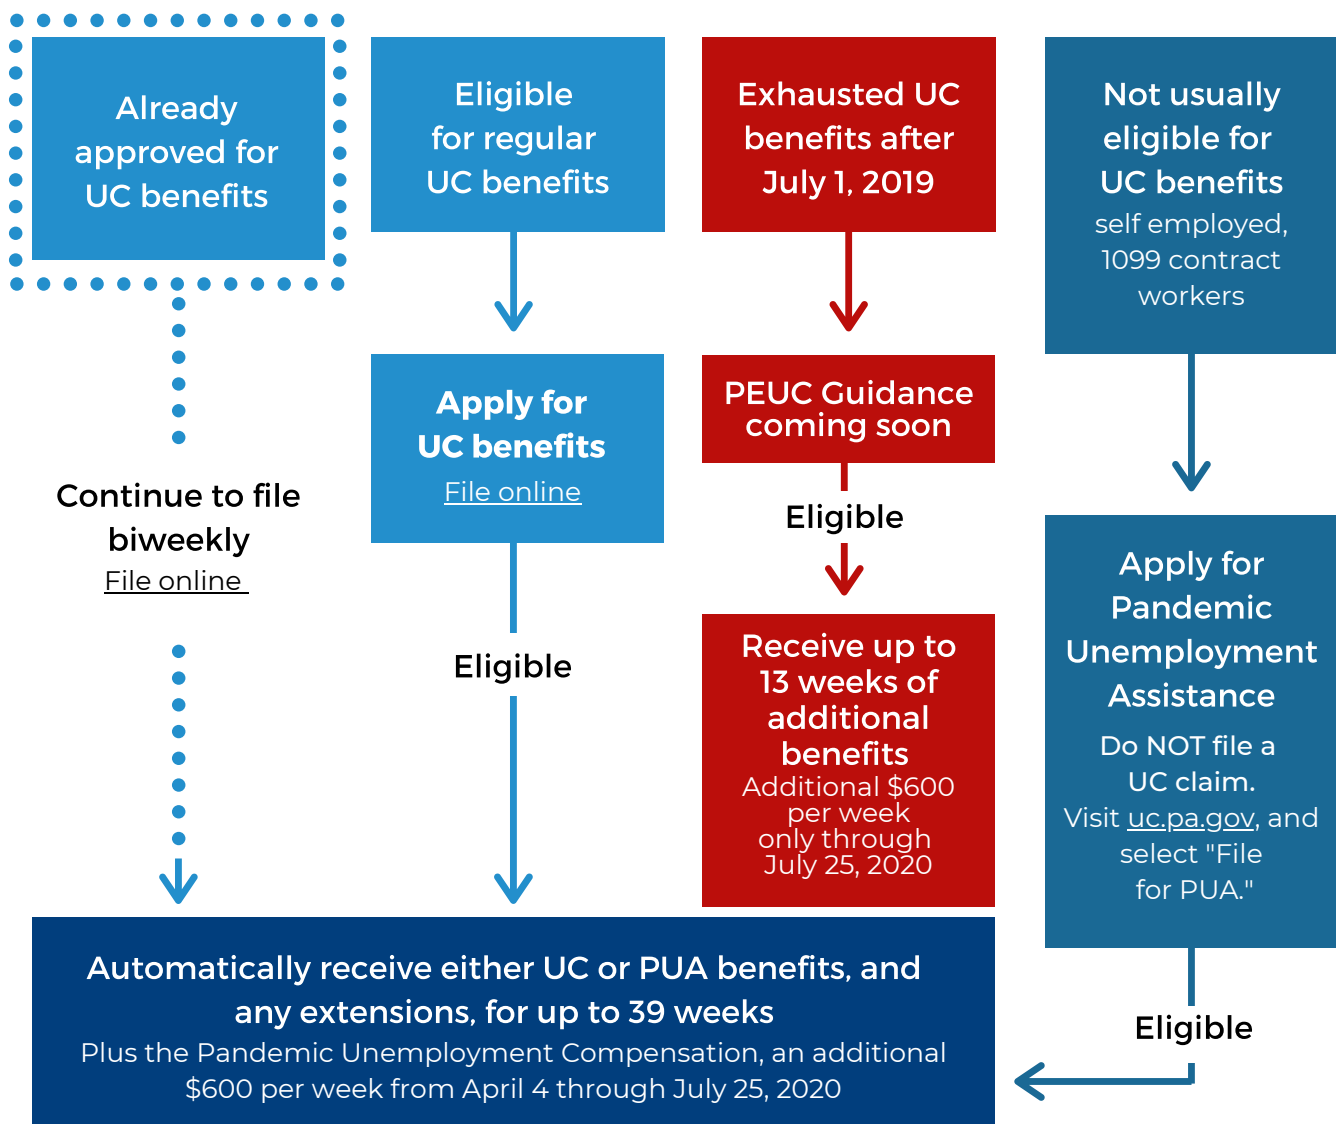 Already
approved for
UC benefits
Continue to file
biweekly
File online
Eligible
for regular
UC benefits
Apply for
UC benefits
File online
Eligible
Exhausted UC
benefits after
July 1, 2019
PEUC Guidance
coming soon
Eligible
Receive up to
13 weeks of
additional
benefits
Additional $600
per week
only through
July 25, 2020
Not usually
eligible for
UC benefits
self employed,
1099 contract
workers
Apply for
Pandemic
Unemployment
Assistance
Do NOT file a
UC claim.
Visit uc.pa.gov, and
select "File
for PUA."
Eligible
Automatically receive either UC or PUA benefits, and
any extensions, for up to 39 weeks
Plus the Pandemic Unemployment Compensation, an additional
$600 per week from April 4 through July 25, 2020